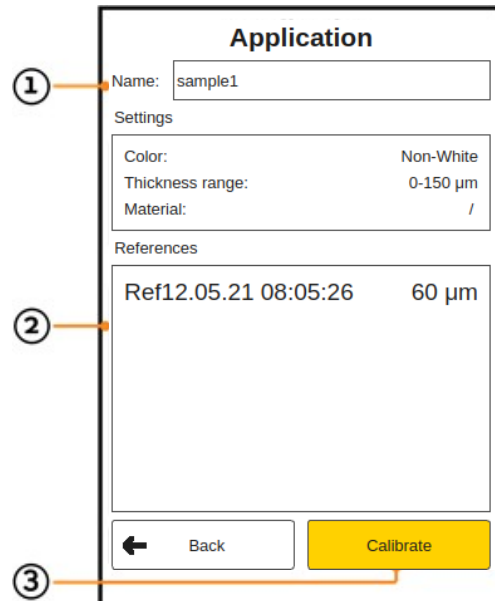 Application
① Name: sample1
Settings
Color: Non-White
Thickness range: 0-150 µm
Material: /
References
Ref12.05.21 08:05:26 60 µm
②
Back Calibrate
③